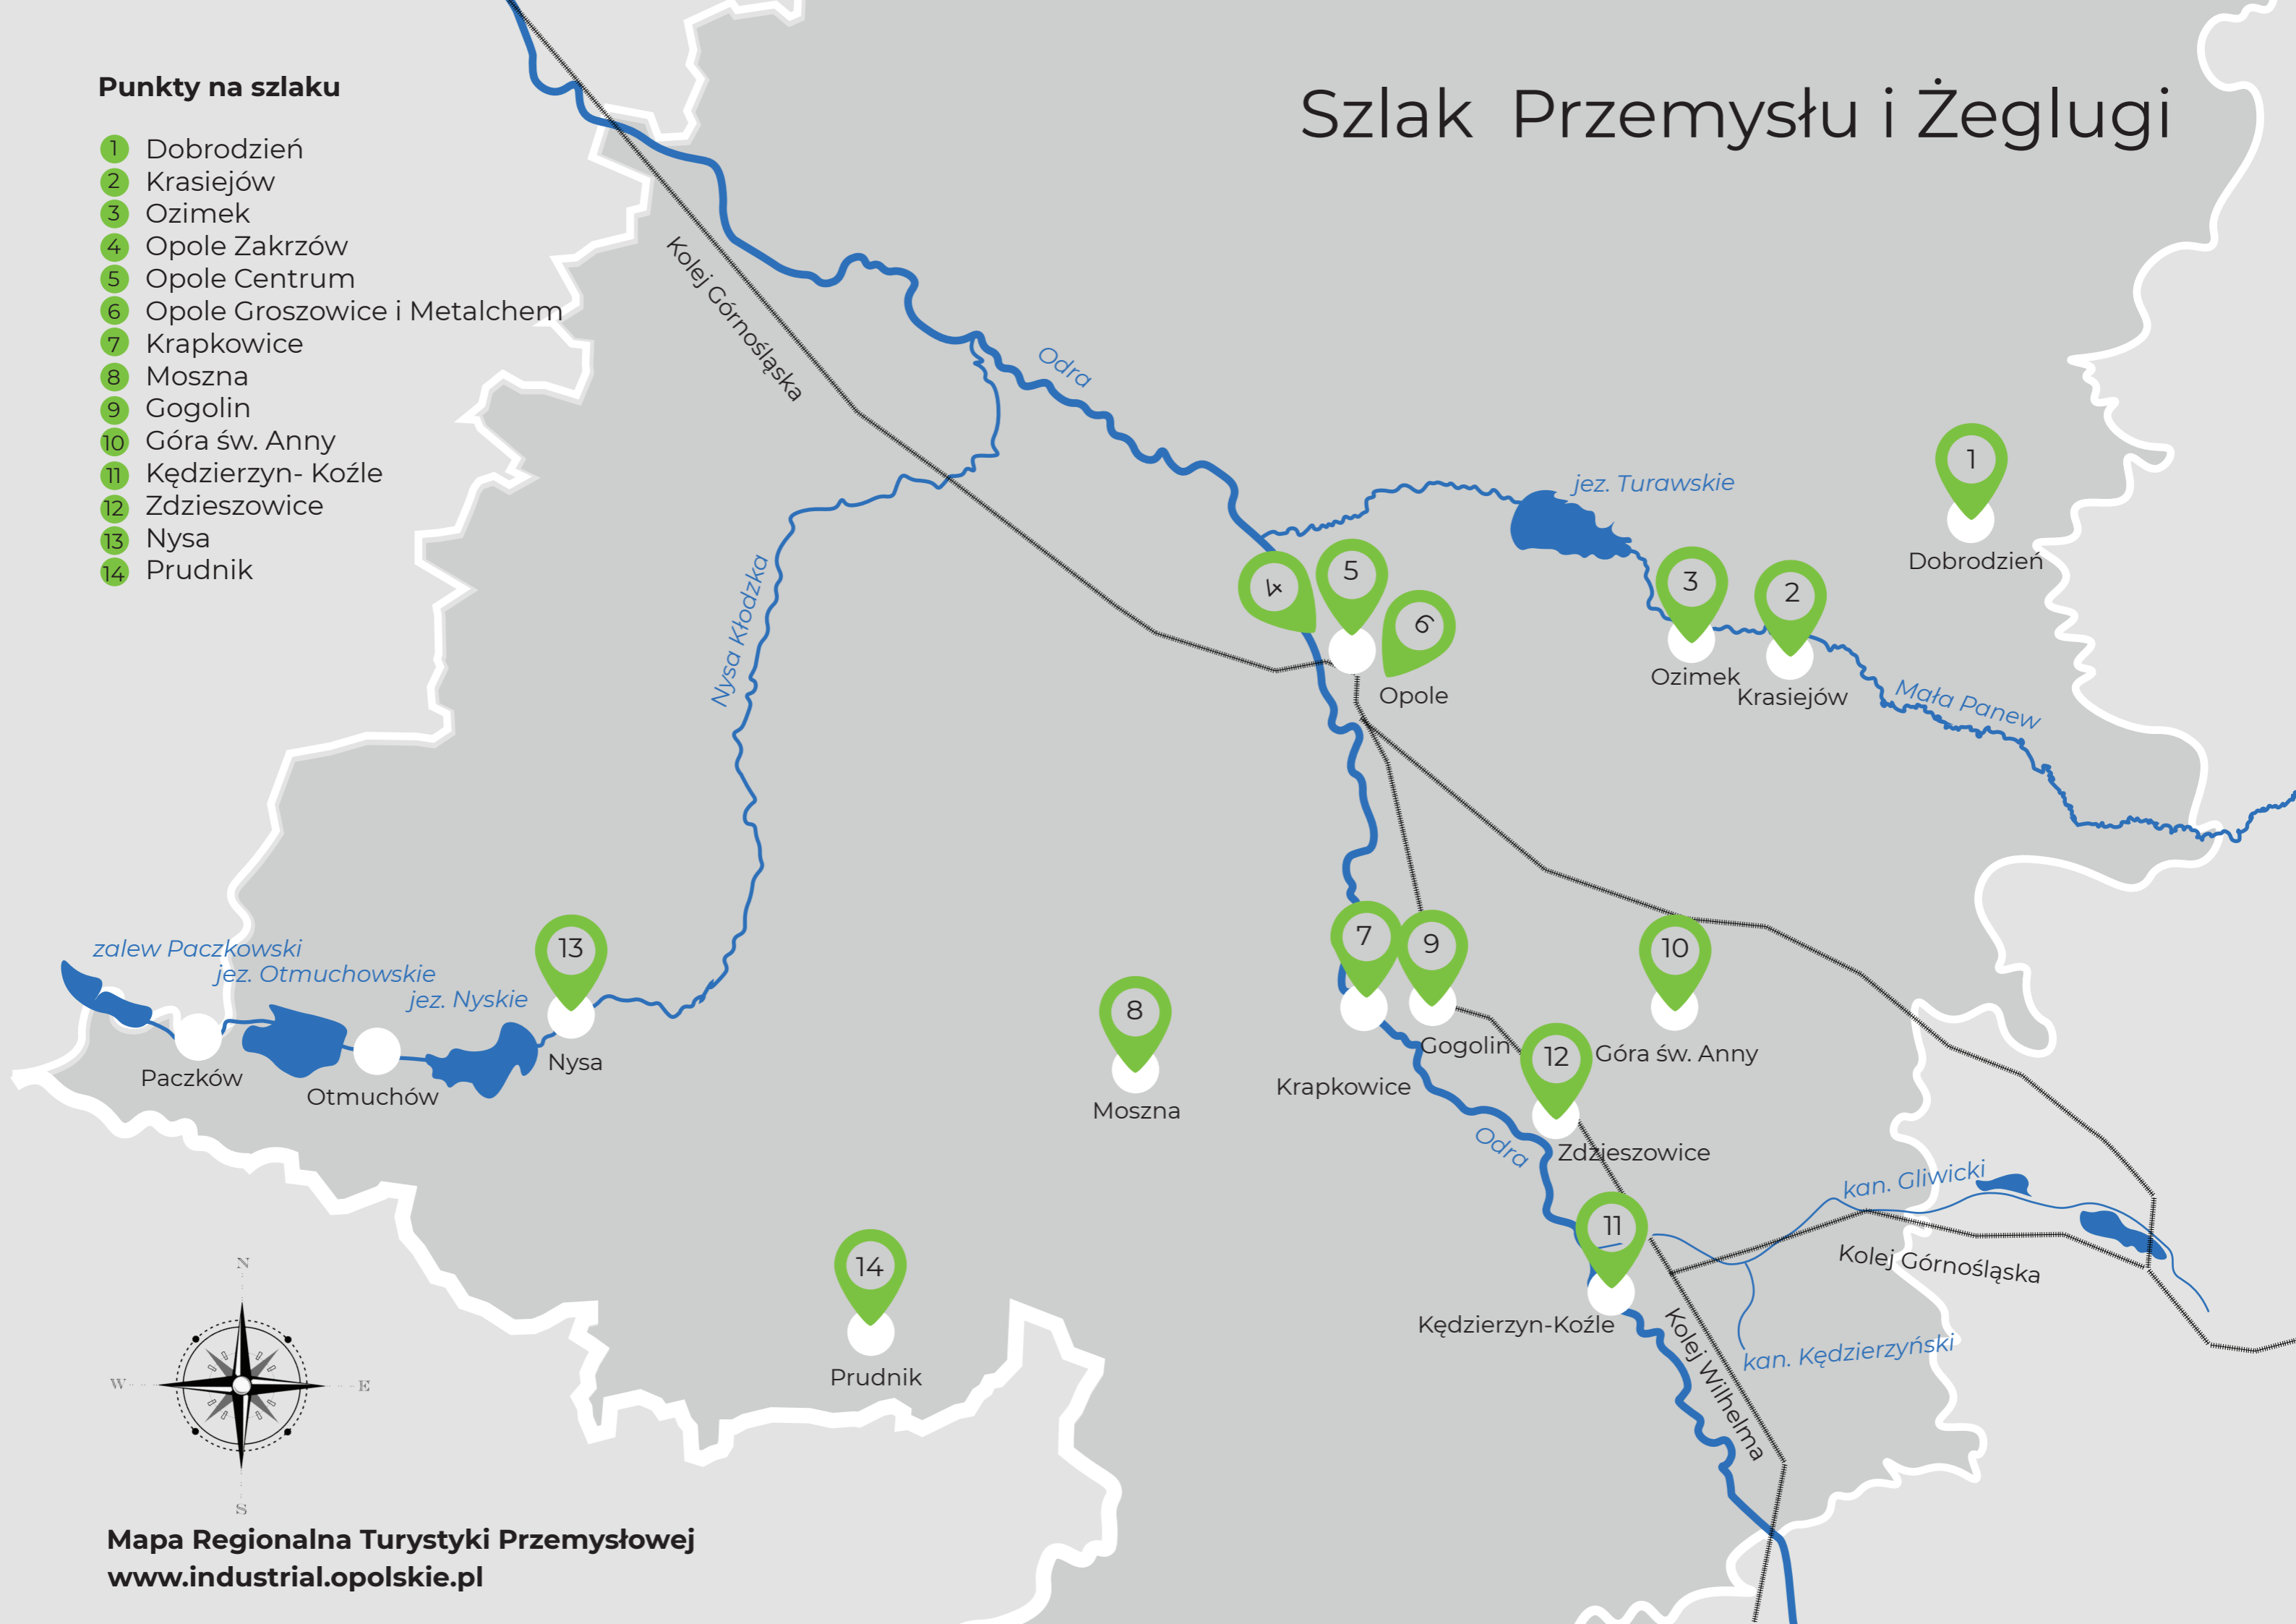 Szlak Przemysłu i Żeglugi
Punkty na szlaku
1 Dobrodzień
2 Krasiejów
3 Ozimek
4 Opole Zakrzów
5 Opole Centrum
6 Opole Groszowice i Metalchem
7 Krapkowice
8 Moszna
9 Gogolin
10 Góra św. Anny
11 Kędzierzyn- Koźle
12 Zdzieszowice
13 Nysa
14 Prudnik
Kolej Górnośląska
Odra
jez. Turawskie
1
Dobrodzień
Nysa Kłodzka
4
5
6
Opole
3
Ozimek
2
Krasiejów
Mała Panew
zalew Paczkowski
jez. Otmuchowskie
jez. Nyskie
13
Nysa
Paczków
Otmuchów
8
Moszna
7
Krapkowice
9
Gogolin
10
Góra św. Anny
12
Zdzieszowice
Odra
kan. Gliwicki
11
Kędzierzyn-Koźle
Kolej Górnośląska
kan. Kędzierzyński
Kolej Wilhelma
14
Prudnik
N
W
E
S
Mapa Regionalna Turystyki Przemysłowej
www.industrial.opolskie.pl